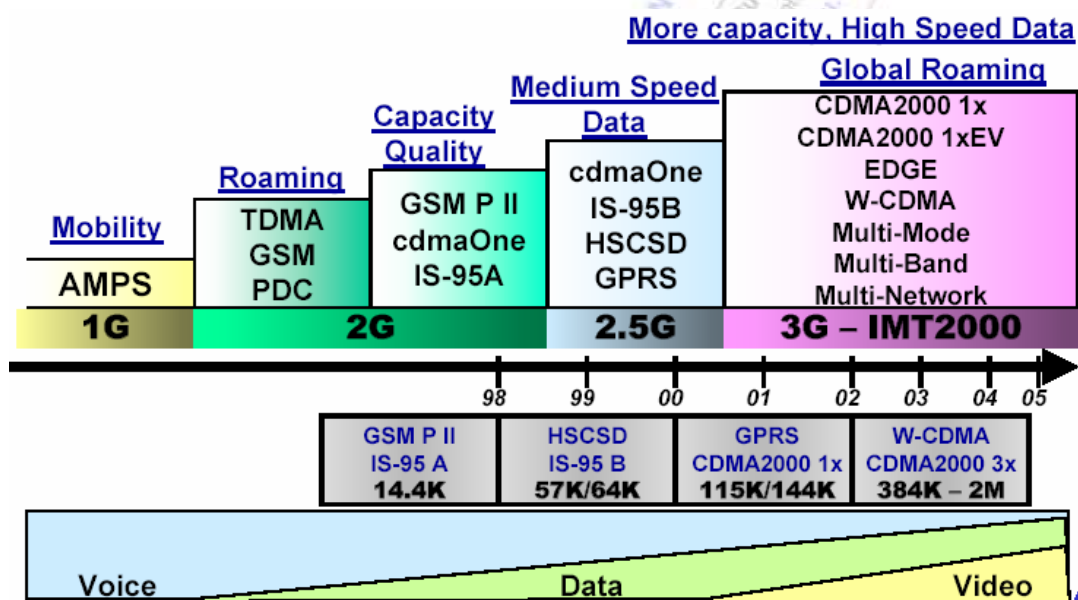 More capacity, High Speed Data
Global Roaming
Medium Speed
Data
Capacity
Quality
Roaming
Mobility
AMPS
TDMA
GSM
PDC
GSM P II
cdmaOne
IS-95A
cdmaOne
IS-95B
HSCSD
GPRS
CDMA2000 1x
CDMA2000 1xEV
EDGE
W-CDMA
Multi-Mode
Multi-Band
Multi-Network
1G 2G 2.5G 3G – IMT2000
98 99 00 01 02 03 04 05
GSM P II
IS-95 A
14.4K
HSCSD
IS-95 B
57K/64K
GPRS
CDMA2000 1x
115K/144K
W-CDMA
CDMA2000 3x
384K – 2M
Voice Data Video